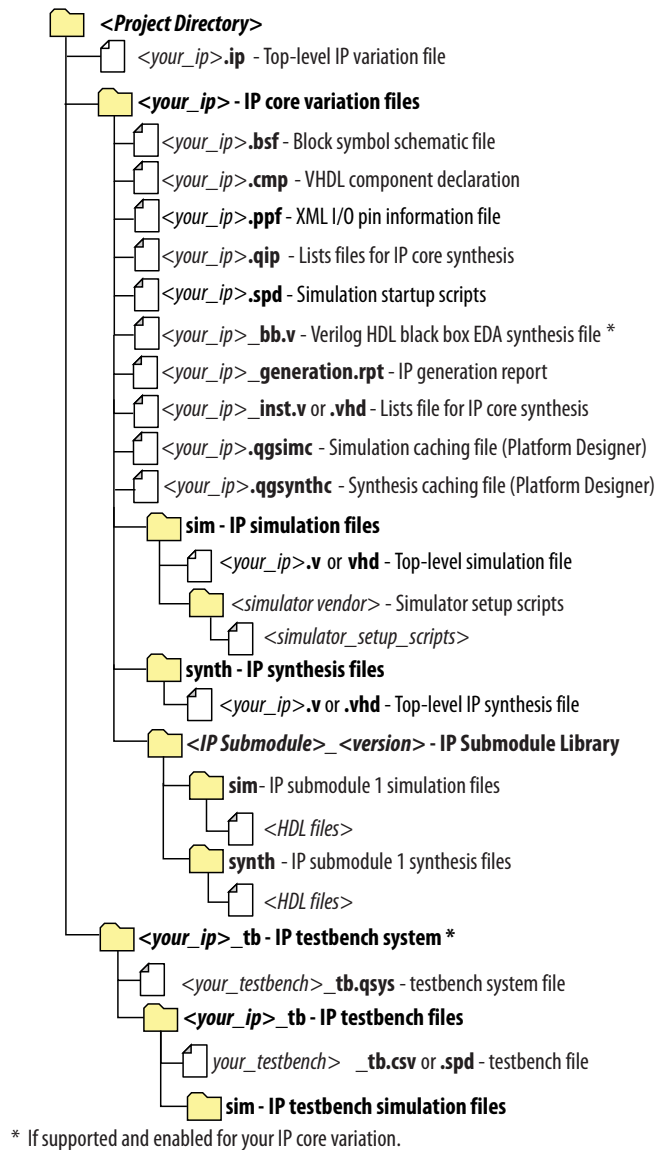 <Project Directory>
<your_ip>.ip - Top-level IP variation file
<your_ip> - IP core variation files
<your_ip>.bsf - Block symbol schematic file
<your_ip>.cmp - VHDL component declaration
<your_ip>.ppf - XML I/O pin information file
<your_ip>.qip - Lists files for IP core synthesis
<your_ip>.spd - Simulation startup scripts
<your_ip>_bb.v - Verilog HDL black box EDA synthesis file *
<your_ip>_generation.rpt - IP generation report
<your_ip>_inst.v or .vhd - Lists file for IP core synthesis
<your_ip>.qgsimc - Simulation caching file (Platform Designer)
<your_ip>.qgsynthc - Synthesis caching file (Platform Designer)
sim - IP simulation files
<your_ip>.v or vhd - Top-level simulation file
<simulator vendor> - Simulator setup scripts
<simulator_setup_scripts>
synth - IP synthesis files
<your_ip>.v or .vhd - Top-level IP synthesis file
<IP Submodule>_<version> - IP Submodule Library
sim- IP submodule 1 simulation files
<HDL files>
synth - IP submodule 1 synthesis files
<HDL files>
<your_ip>_tb - IP testbench system *
<your_testbench>_tb.qsys - testbench system file
<your_ip>_tb - IP testbench files
your_testbench> _tb.csv or .spd - testbench file
sim - IP testbench simulation files
* If supported and enabled for your IP core variation.